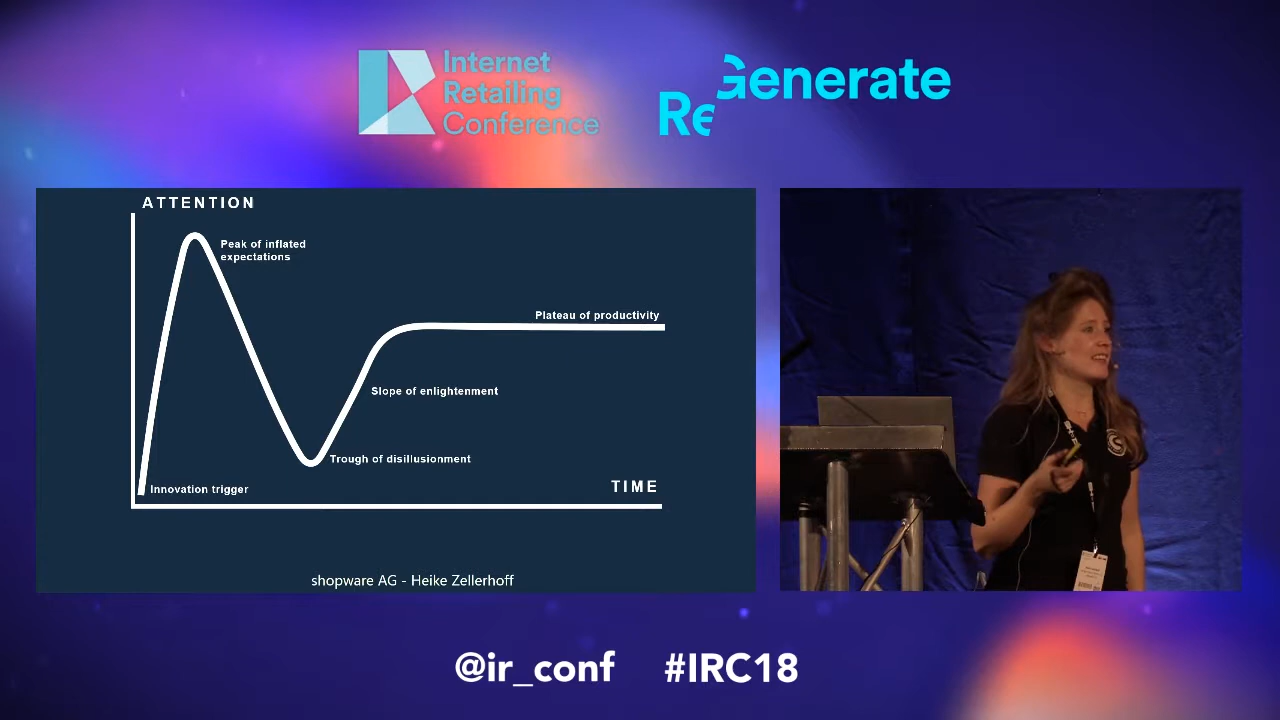 Internet
Retailing
Conference
ReGenerate
ATTENTION
Peak of inflated
expectations
Plateau of productivity
Slope of enlightenment
Trough of disillusionment
Innovation trigger
TIME
shopware AG - Heike Zellerhoff
@ir_conf #IRC18